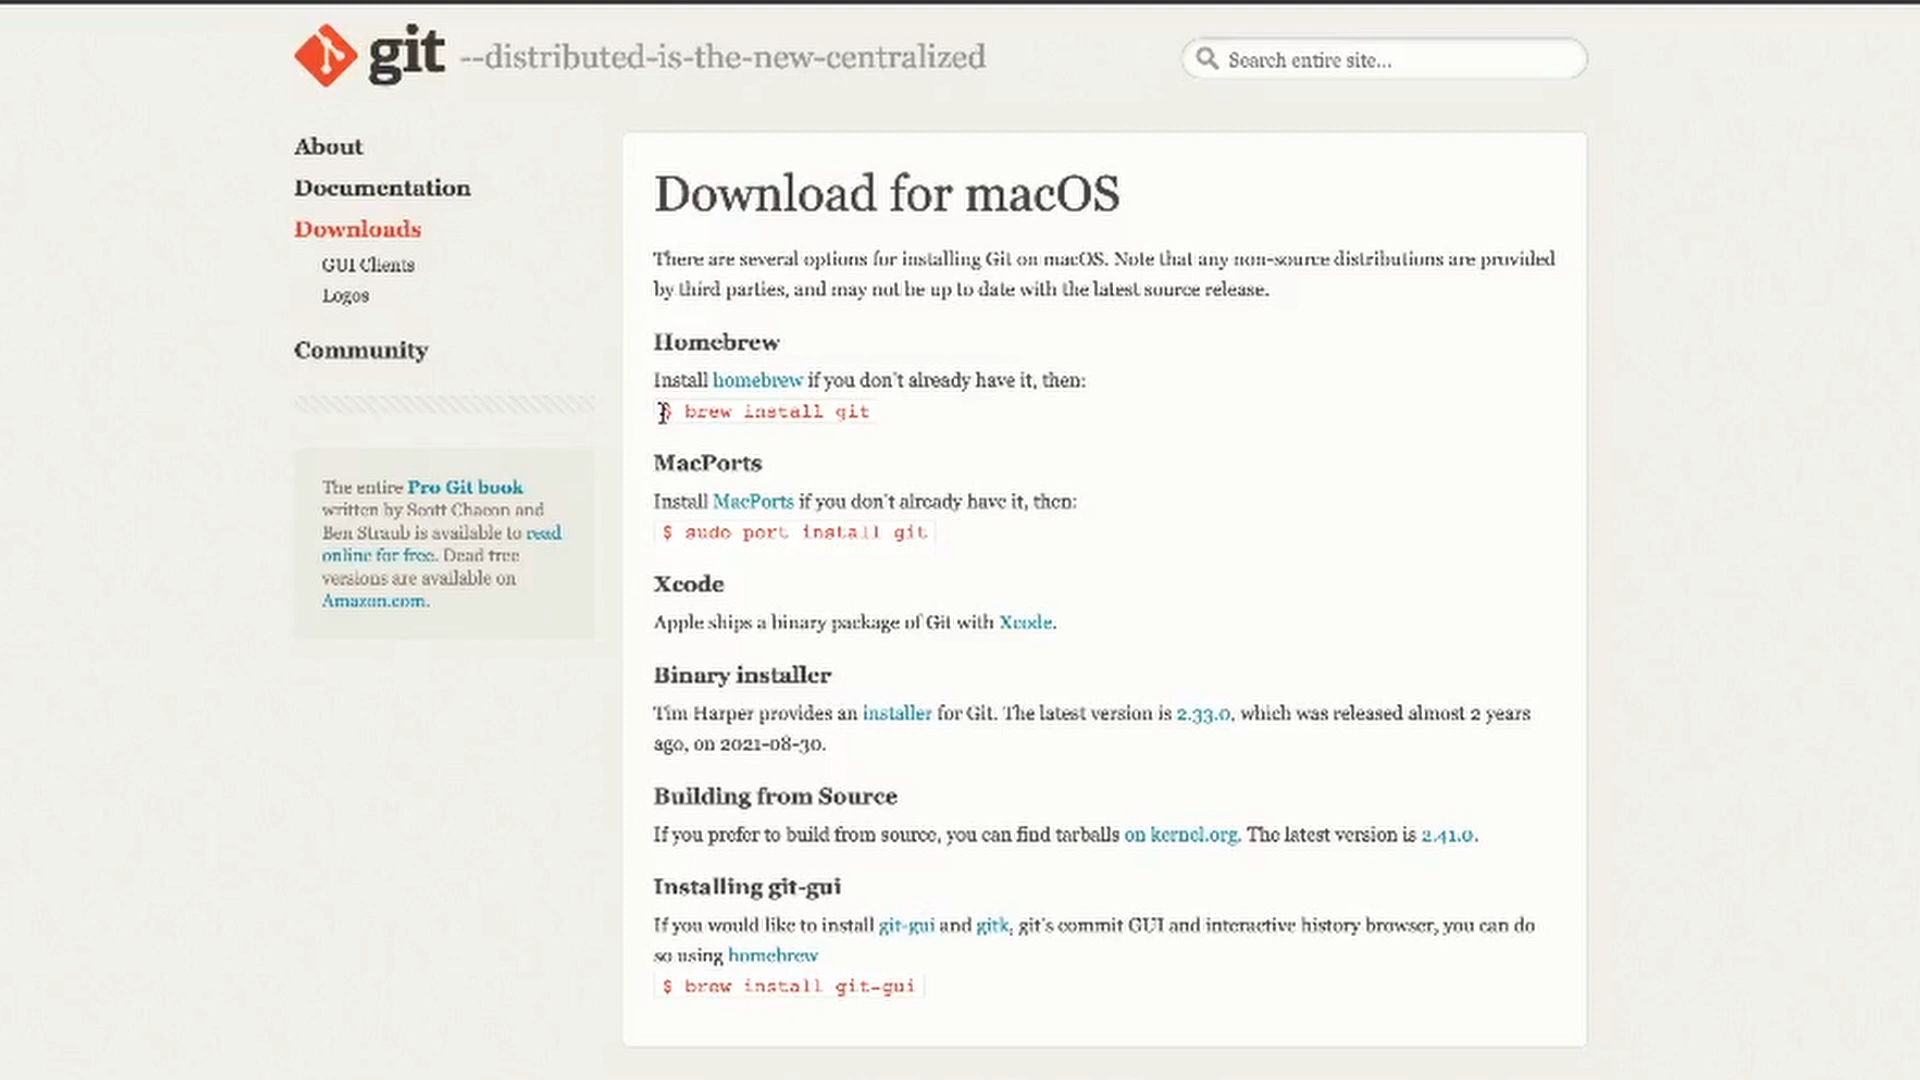 git --distributed-is-the-new-centralized
Search entire site...
About
Documentation
Downloads
GUI Clients
Logos
Community
The entire Pro Git book
written by Scott Chacon and
Ben Straub is available to read
online for free. Dead tree
versions are available on
Amazon.com.
Download for macOS
There are several options for installing Git on macOS. Note that any non-source distributions are provided
by third parties, and may not be up to date with the latest source release.
Homebrew
Install homebrew if you don't already have it, then:
$ brew install git
MacPorts
Install MacPorts if you don't already have it, then:
$ sudo port install git
Xcode
Apple ships a binary package of Git with Xcode.
Binary installer
Tim Harper provides an installer for Git. The latest version is 2.33.0, which was released almost 2 years
ago, on 2021-08-30.
Building from Source
If you prefer to build from source, you can find tarballs on kernel.org. The latest version is 2.41.0.
Installing git-gui
If you would like to install git-gui and gitk, git's commit GUI and interactive history browser, you can do
so using homebrew
$ brew install git-gui